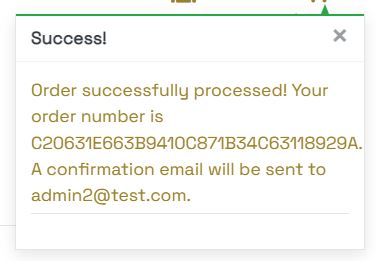 Success!
Order successfully processed! Your
order number is
C20631E663B9410C871B34C63118929A.
A confirmation email will be sent to
admin2@test.com.